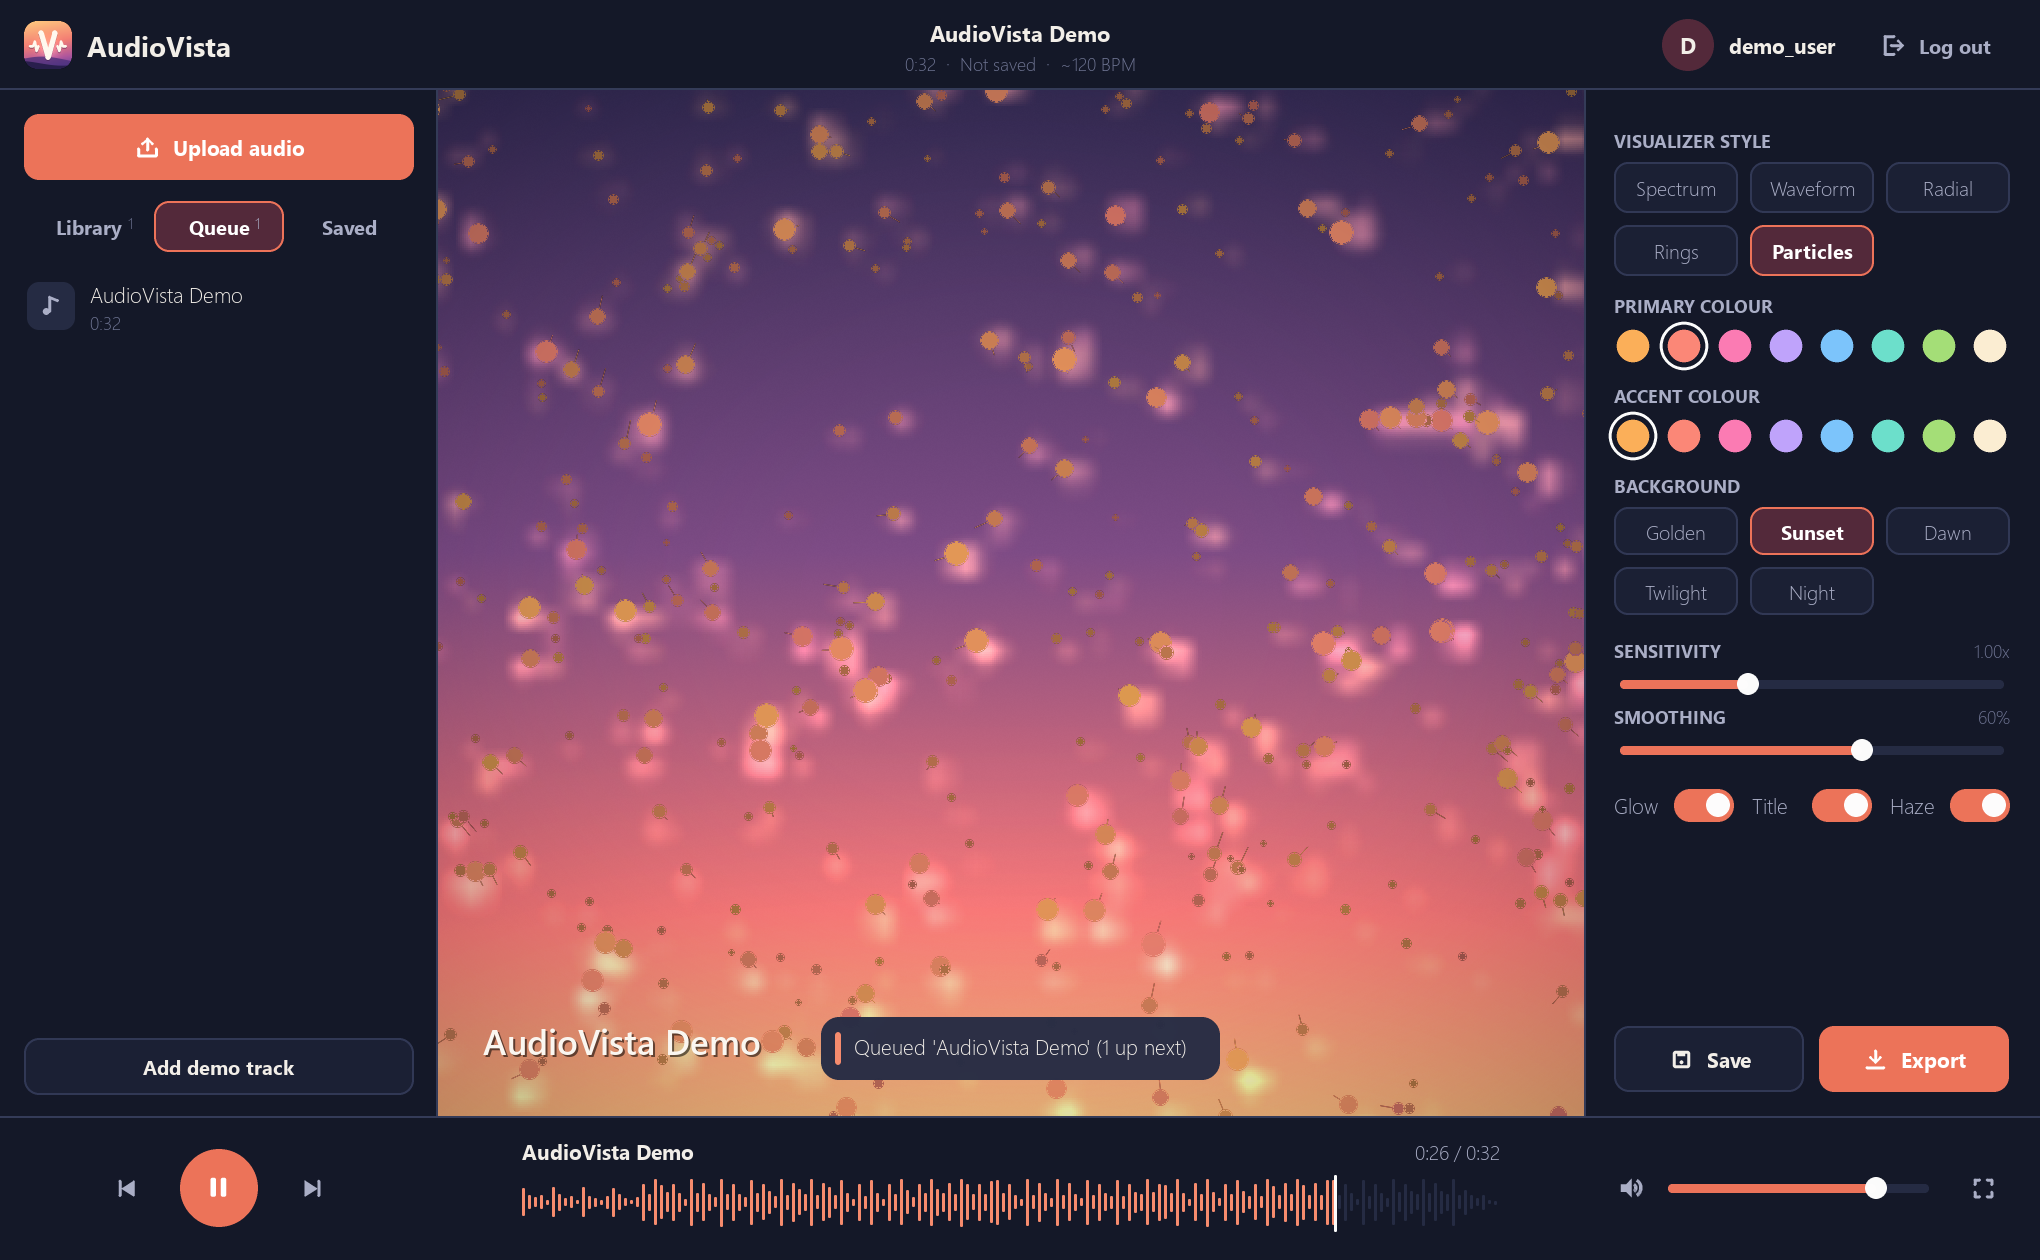 AudioVista
AudioVista Demo
0:32 · Not saved · ~120 BPM
D
demo_user
Log out
Upload audio
Library 1
Queue 1
Saved
AudioVista Demo
0:32
Add demo track
AudioVista Demo
Queued 'AudioVista Demo' (1 up next)
VISUALIZER STYLE
Spectrum
Waveform
Radial
Rings
Particles
PRIMARY COLOUR
ACCENT COLOUR
BACKGROUND
Golden
Sunset
Dawn
Twilight
Night
SENSITIVITY
1.00x
SMOOTHING
60%
Glow
Title
Haze
Save
Export
AudioVista Demo
0:26 / 0:32